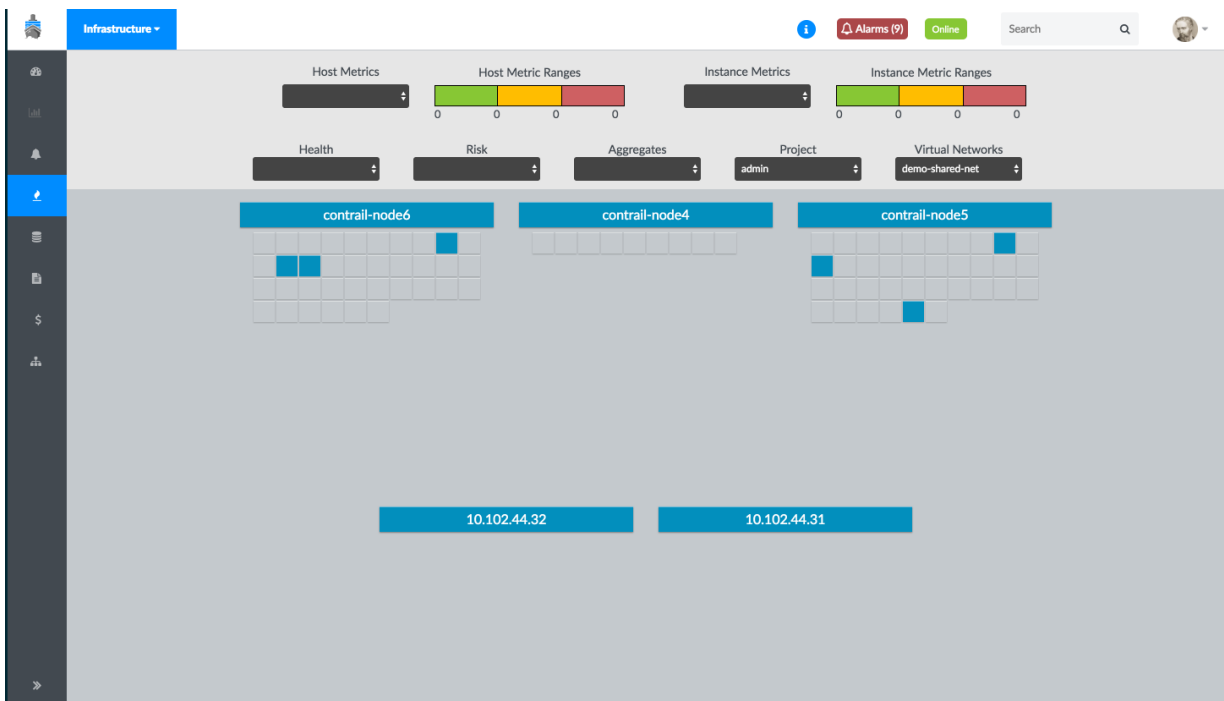 Infrastructure
Alarms (9)
Online
Search
Host Metrics
Host Metric Ranges
Instance Metrics
Instance Metric Ranges
0 0 0 0
0 0 0 0
Health
Risk
Aggregates
Project
Virtual Networks
admin
demo-shared-net
contrail-node6
contrail-node4
contrail-node5
10.102.44.32
10.102.44.31